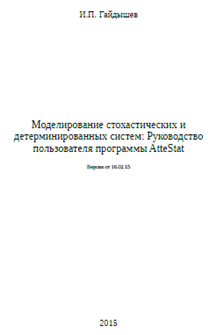 И.П. Гайдышев
Моделирование стохастических и
детерминированных систем: Руководство
пользователя программы AtteStat
Версия от 16.02.15
2015